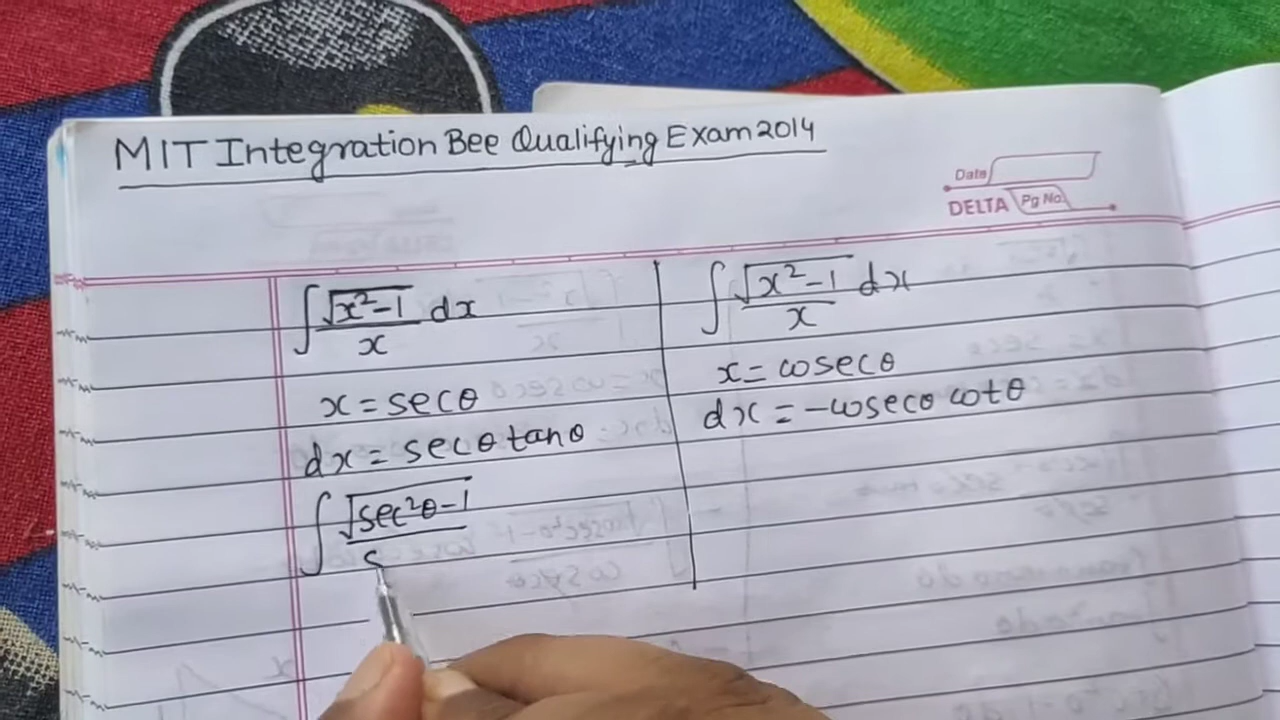 MIT Integration Bee Qualifying Exam 2014
Date
DELTA Pg No.
∫ √(x²-1)/x dx
x = secθ
dx = secθ tanθ
∫ √(sec²θ-1)/s
∫ √(x²-1)/x dx
x = cosecθ
dx = -cosecθ cotθ